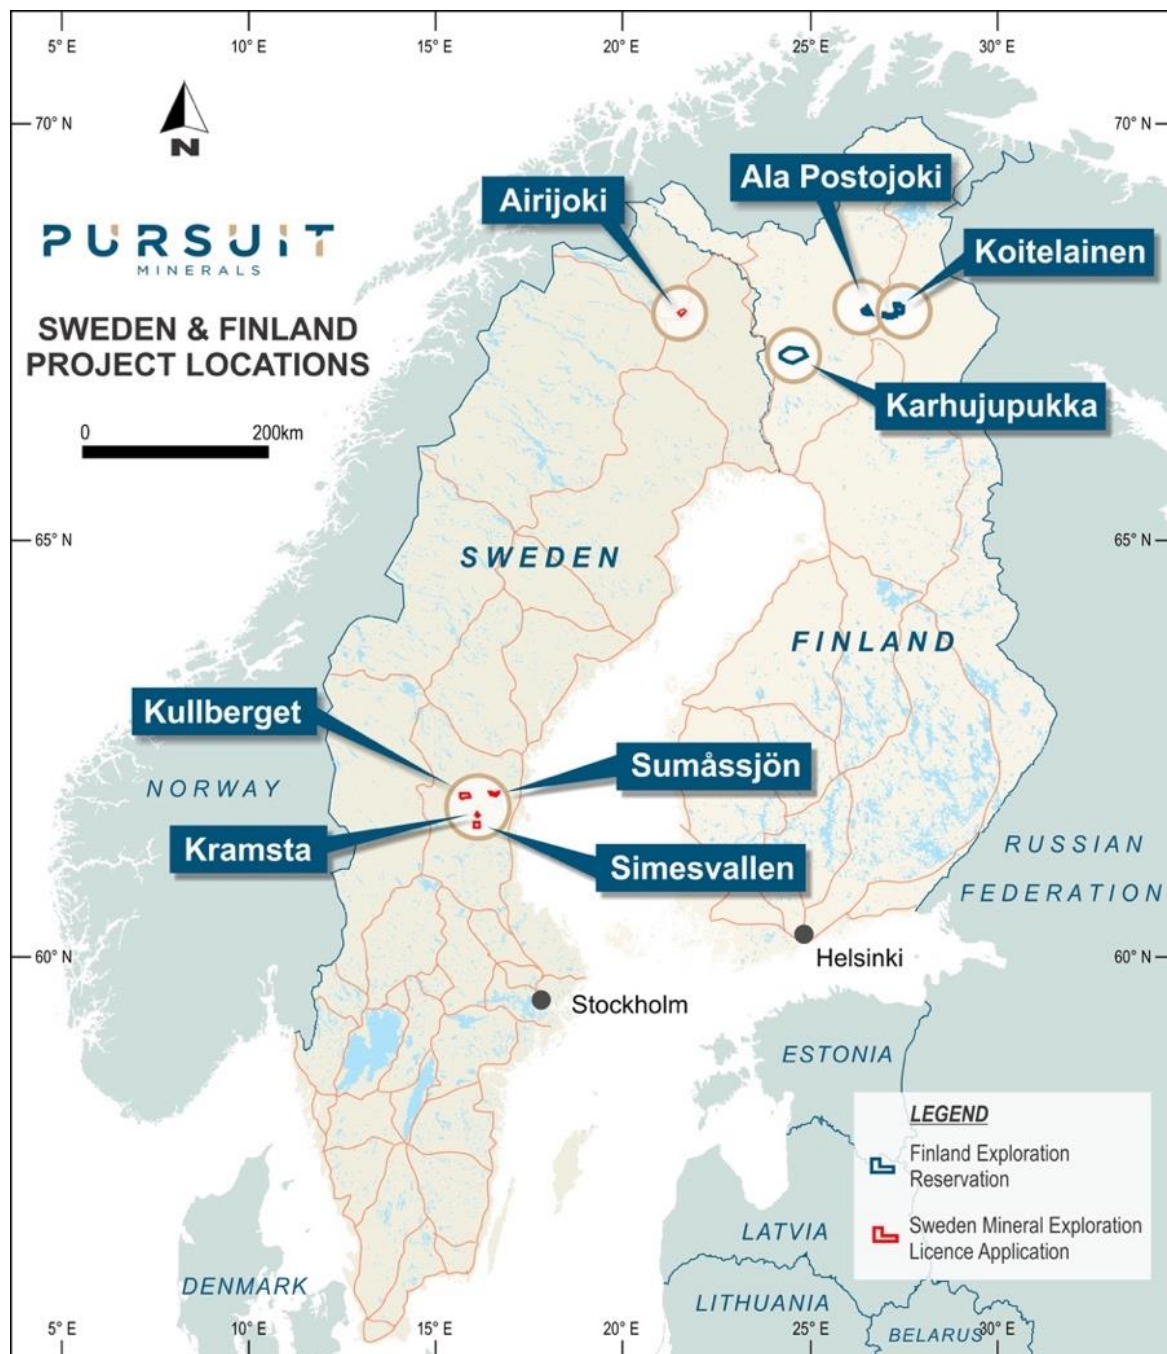 5° E
10° E
15° E
20° E
25° E
30° E
70° N
70° N
N
Ala Postojoki
Airijoki
PURSUIT
MINERALS
Koitelainen
SWEDEN & FINLAND
PROJECT LOCATIONS
Karhujupukka
0
200km
65° N
65° N
SWEDEN
FINLAND
Kullberget
Sumåssjön
NORWAY
Kramsta
Simesvallen
RUSSIAN
FEDERATION
Helsinki
60° N
60° N
Stockholm
ESTONIA
LEGEND
Finland Exploration
Reservation
Sweden Mineral Exploration
Licence Application
LATVIA
DENMARK
LITHUANIA
BELARUS
5° E
10° E
15° E
20° E
25° E
30° E